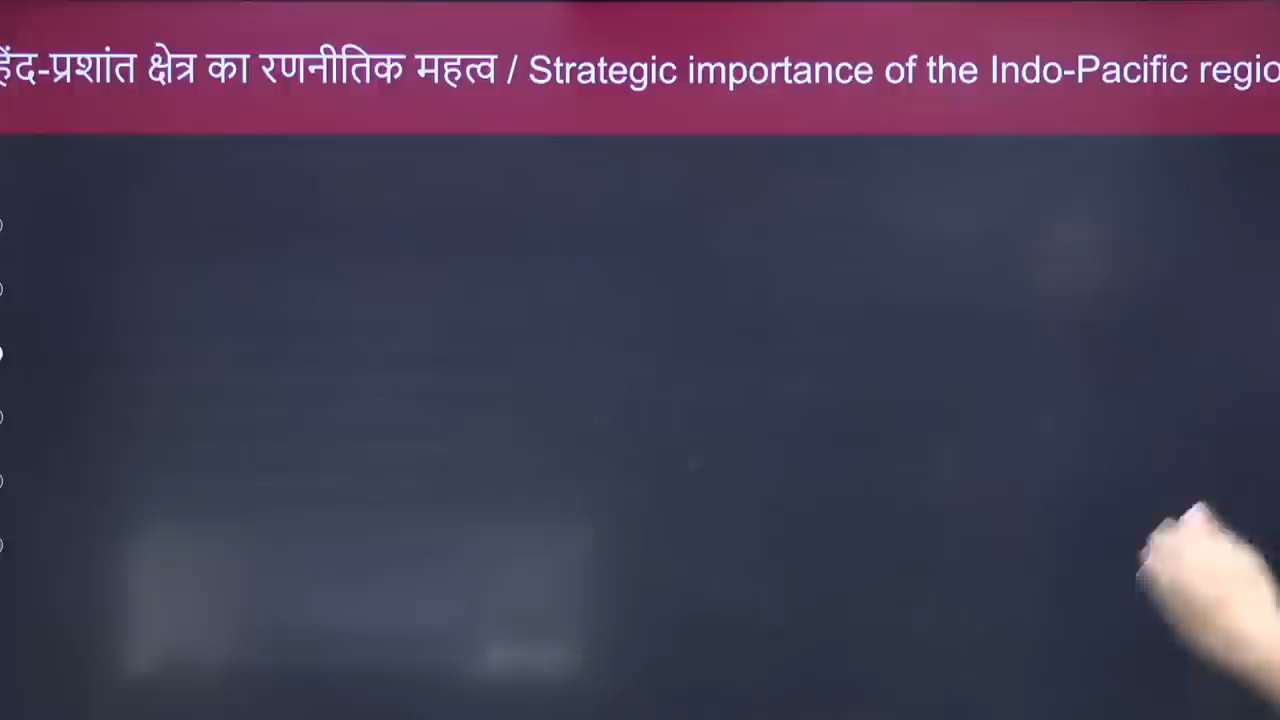 हिंद-प्रशांत क्षेत्र का रणनीतिक महत्व / Strategic importance of the Indo-Pacific regio